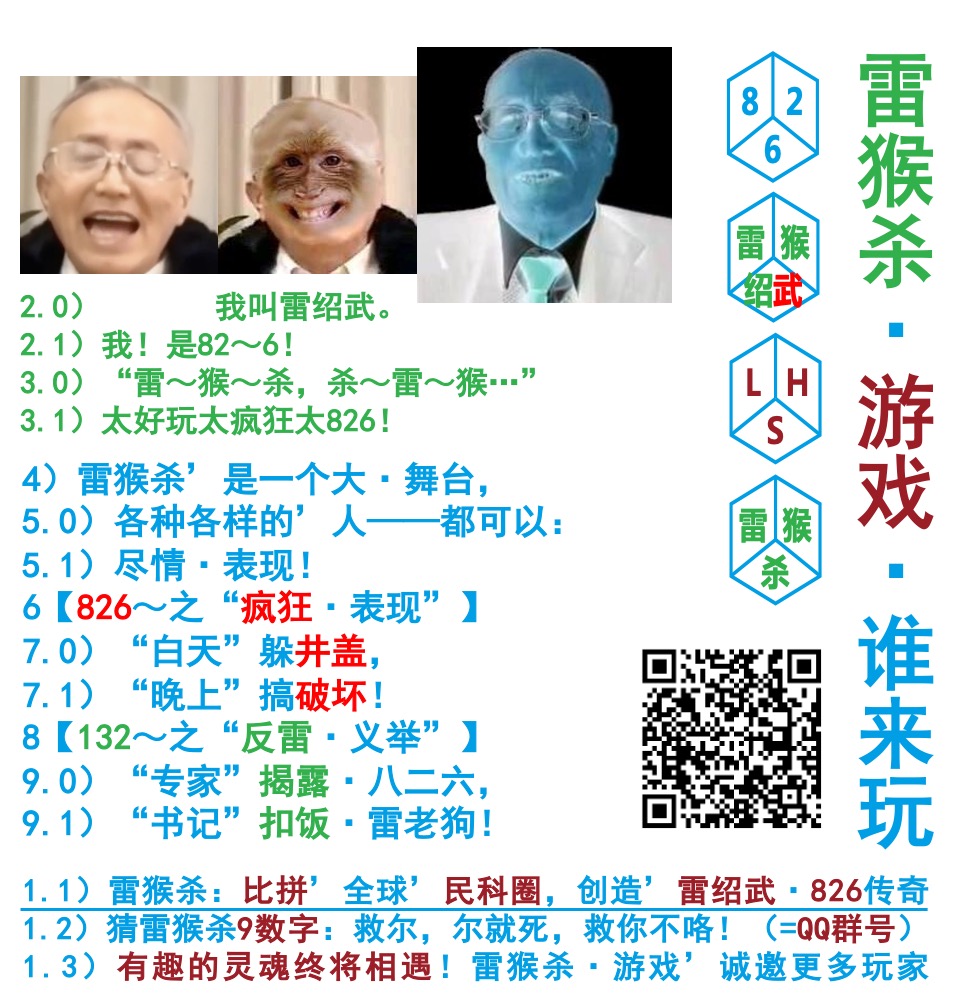 雷猴杀·游戏·谁来玩
8 2
6
雷 猴
绍武
L H
S
雷 猴
杀
2.0） 我叫雷绍武。
2.1）我！是82～6！
3.0）“雷～猴～杀，杀～雷～猴…”
3.1）太好玩太疯狂太826！
4）雷猴杀’是一个大·舞台，
5.0）各种各样的’人——都可以：
5.1）尽情·表现！
6【826～之“疯狂·表现”】
7.0）“白天”躲井盖，
7.1）“晚上”搞破坏！
8【132～之“反雷·义举”】
9.0）“专家”揭露·八二六，
9.1）“书记”扣饭·雷老狗！
1.1）雷猴杀：比拼’全球’民科圈，创造’雷绍武·826传奇
1.2）猜雷猴杀9数字：救尔，尔就死，救你不咯！（=QQ群号）
1.3）有趣的灵魂终将相遇！雷猴杀·游戏’诚邀更多玩家